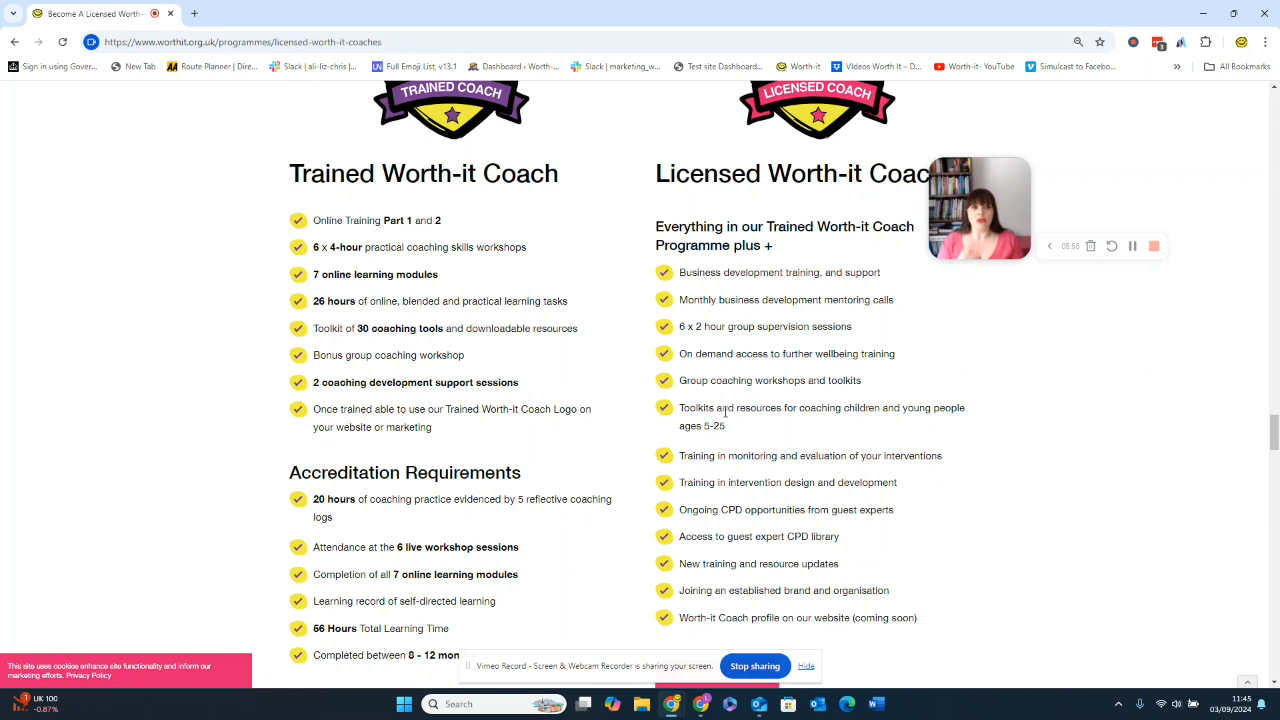 Become A Licensed Worth-
https://www.worthit.org.uk/programmes/licensed-worth-it-coaches
Sign in using Gover...
New Tab
AA Route Planner | Dire...
Slack | ali-liz-chris j...
UN Full Emoji List, v13.1
Dashboard ‹ Worth-...
Slack | marketing_w...
Test site Dashboard...
Worth-it
Videos Worth It – D...
Worth-it- YouTube
Simulcast to Facebo...
All Bookmarks
TRAINED COACH
LICENSED COACH
Trained Worth-it Coach
Online Training Part 1 and 2
6 x 4-hour practical coaching skills workshops
7 online learning modules
26 hours of online, blended and practical learning tasks
Toolkit of 30 coaching tools and downloadable resources
Bonus group coaching workshop
2 coaching development support sessions
Once trained able to use our Trained Worth-it Coach Logo on
your website or marketing
Accreditation Requirements
20 hours of coaching practice evidenced by 5 reflective coaching
logs
Attendance at the 6 live workshop sessions
Completion of all 7 online learning modules
Learning record of self-directed learning
56 Hours Total Learning Time
Completed between 8 - 12 mon
Licensed Worth-it Coac
Everything in our Trained Worth-it Coach
Programme plus +
Business development training, and support
Monthly business development mentoring calls
6 x 2 hour group supervision sessions
On demand access to further wellbeing training
Group coaching workshops and toolkits
Toolkits and resources for coaching children and young people
ages 5-25
Training in monitoring and evaluation of your interventions
Training in intervention design and development
Ongoing CPD opportunities from guest experts
Access to guest expert CPD library
New training and resource updates
Joining an established brand and organisation
Worth-it Coach profile on our website (coming soon)
06:53
This site uses cookies enhance site functionality and inform our
marketing efforts. Privacy Policy
Vimeo Record - Screen & Webcam Recorder is sharing your screen.
Stop sharing
Hide
UK 100
-0.87%
Search
11:45
03/09/2024